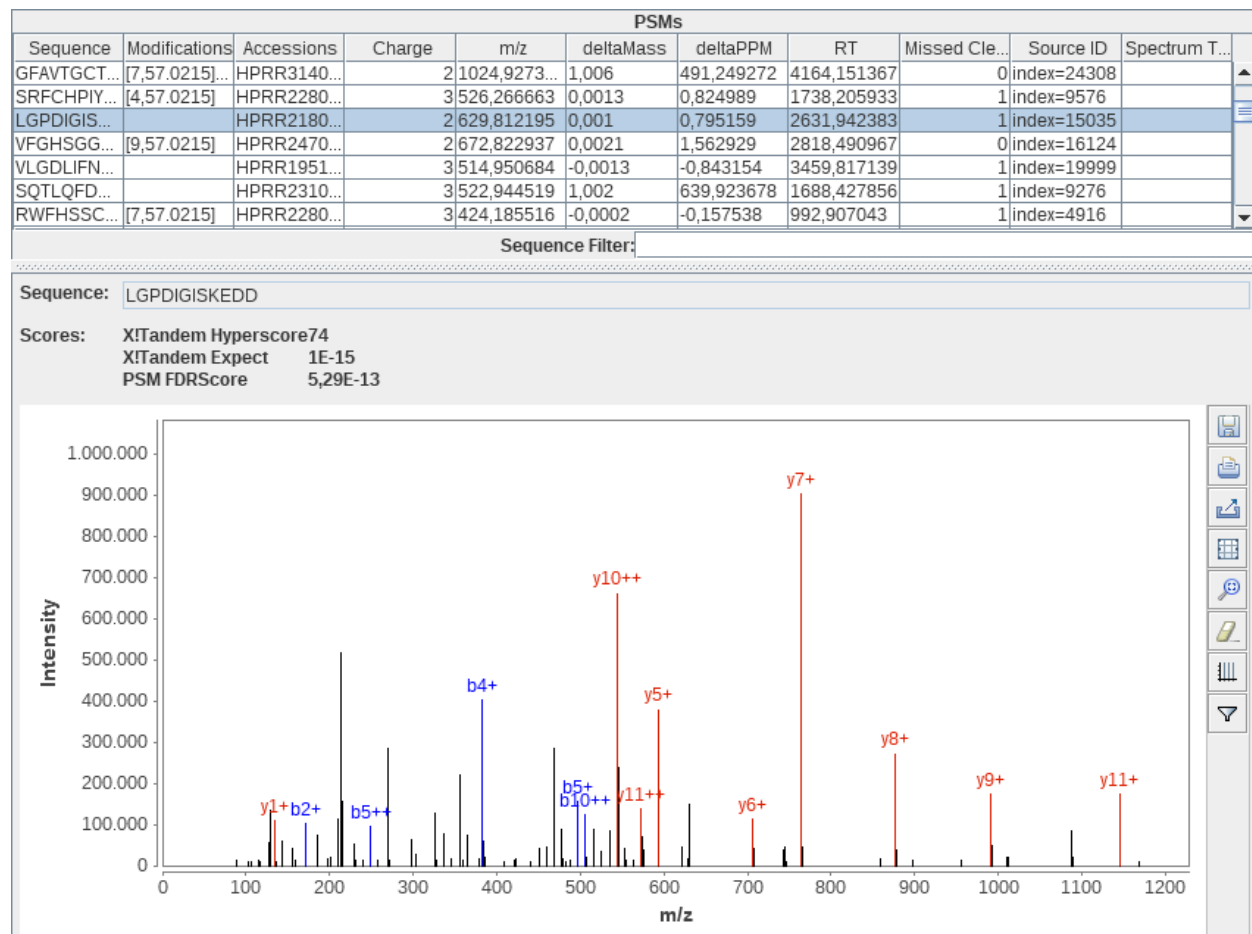 PSMs
Sequence Modifications Accessions Charge m/z deltaMass deltaPPM RT Missed Cle... Source ID Spectrum T...
GFAVTGCT... [7,57.0215]... HPRR3140... 2 1024,9273... 1,006 491,249272 4164,151367 0 index=24308
SRFCHPIY... [4,57.0215] HPRR2280... 3 526,266663 0,0013 0,824989 1738,205933 1 index=9576
LGPDIGIS... HPRR2180... 2 629,812195 0,001 0,795159 2631,942383 1 index=15035
VFGHSGG... [9,57.0215] HPRR2470... 2 672,822937 0,0021 1,562929 2818,490967 0 index=16124
VLGDLIFN... HPRR1951... 3 514,950684 -0,0013 -0,843154 3459,817139 1 index=19999
SQTLQFD... HPRR2310... 3 522,944519 1,002 639,923678 1688,427856 1 index=9276
RWFHSSC... [7,57.0215] HPRR2280... 3 424,185516 -0,0002 -0,157538 992,907043 1 index=4916
Sequence Filter:
Sequence: LGPDIGISKEDD
Scores: X!Tandem Hyperscore74
X!Tandem Expect 1E-15
PSM FDRScore 5,29E-13
1.000.000
900.000
800.000
700.000
600.000
500.000
400.000
300.000
200.000
100.000
0
Intensity
y7+
y10++
b4+
y5+
y8+
b5+
y11++
y9+
y11+
b10++
y1+
b2+
b5++
y6+
0 100 200 300 400 500 600 700 800 900 1000 1100 1200
m/z